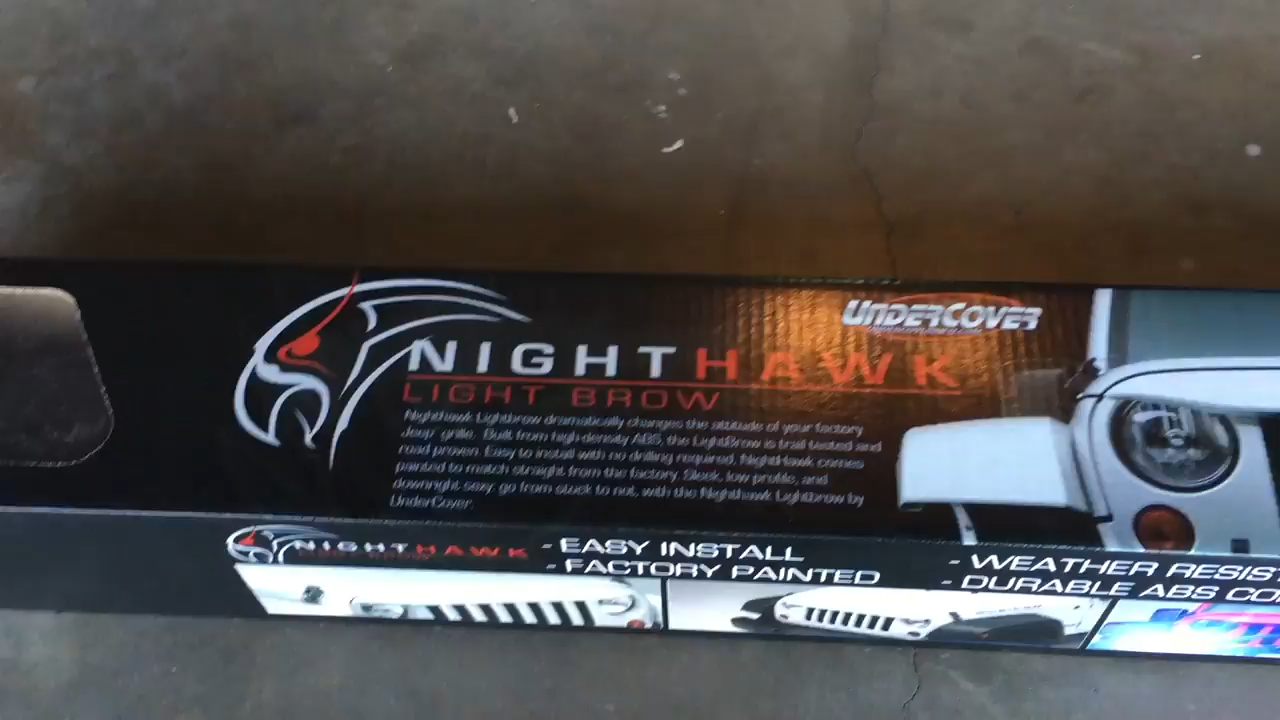 UNDERCOVER
NIGHTHAWK
LIGHT BROW
Nighthawk Lightbrow dramatically changes the attitude of your factory
Jeep grille. Built from high-density ABS, the LightBrow is trail tested and
road proven. Easy to install with no drilling required, NightHawk comes
painted to match straight from the factory. Sleek, low profile, and
downright sexy, go from stock to not, with the Nighthawk Lightbrow by
UnderCover.
NIGHTHAWK
- EASY INSTALL
- FACTORY PAINTED
- WEATHER RESIST
- DURABLE ABS CO